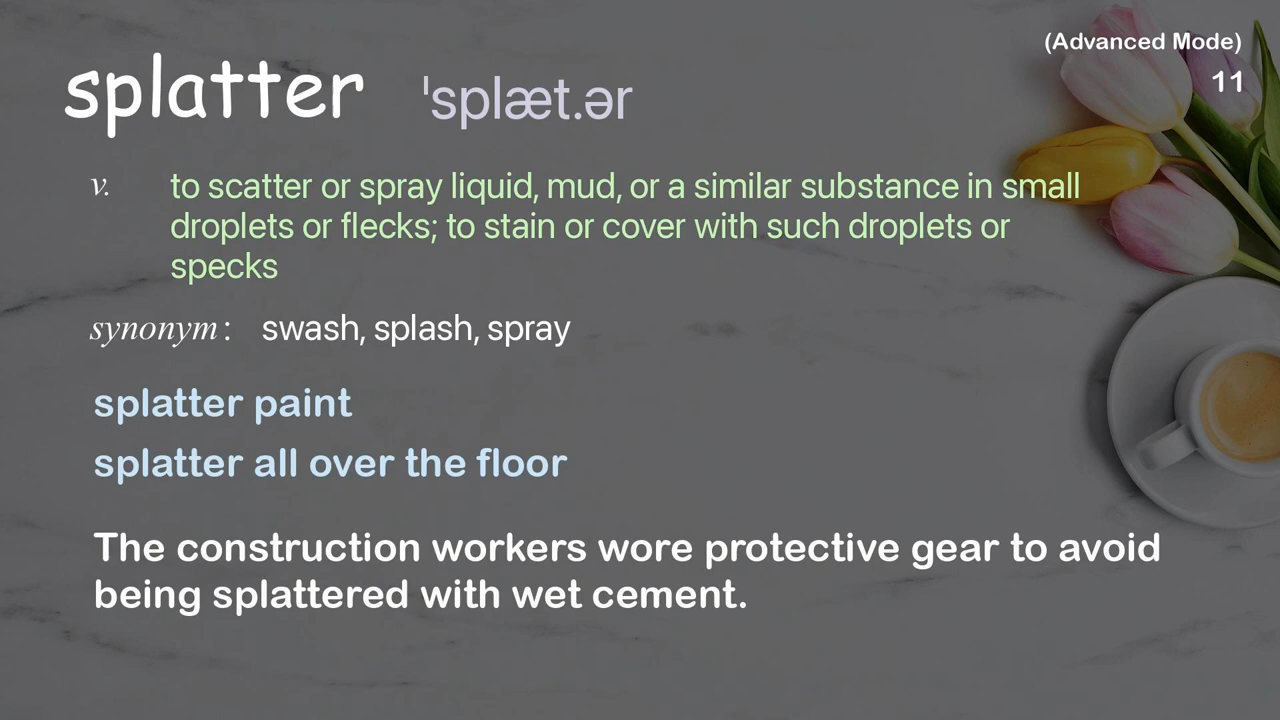 (Advanced Mode)
11
splatter ˈsplæt.ər
v. to scatter or spray liquid, mud, or a similar substance in small
droplets or flecks; to stain or cover with such droplets or
specks
synonym : swash, splash, spray
splatter paint
splatter all over the floor
The construction workers wore protective gear to avoid
being splattered with wet cement.